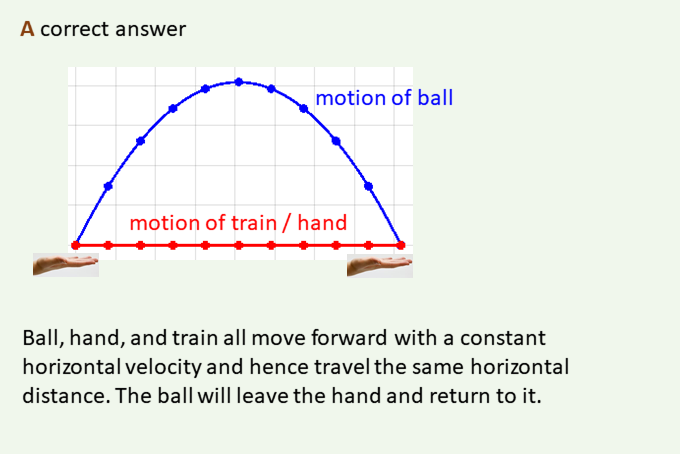 A correct answer
motion of ball
motion of train / hand
Ball, hand, and train all move forward with a constant
horizontal velocity and hence travel the same horizontal
distance. The ball will leave the hand and return to it.